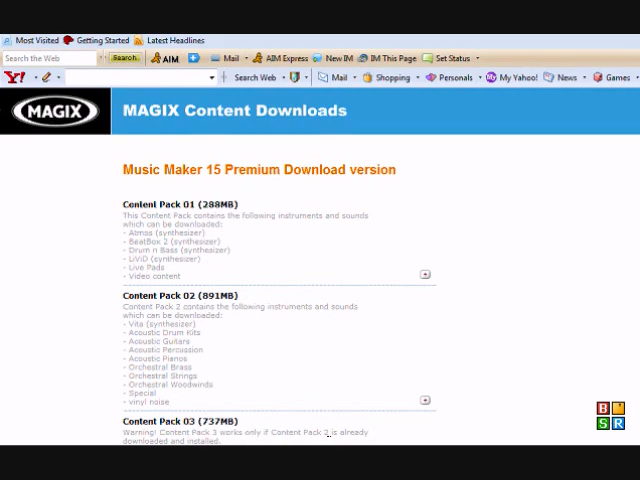 Most Visited Getting Started Latest Headlines
Search the Web Search AIM Mail AIM Express New IM IM This Page Set Status
Y! Search Web Mail Shopping Personals My Yahoo! News Games
MAGIX MAGIX Content Downloads
Music Maker 15 Premium Download version
Content Pack 01 (288MB)
This Content Pack contains the following instruments and sounds
which can be downloaded:
- Atmos (synthesizer)
- BeatBox 2 (synthesizer)
- Drum n Bass (synthesizer)
- LiViD (synthesizer)
- Live Pads
- Video content
Content Pack 02 (891MB)
Content Pack 2 contains the following instruments and sounds
which can be downloaded:
- Vita (synthesizer)
- Acoustic Drum Kits
- Acoustic Guitars
- Acoustic Percussion
- Acoustic Pianos
- Orchestral Brass
- Orchestral Strings
- Orchestral Woodwinds
- Special
- vinyl noise
Content Pack 03 (737MB)
Warning! Content Pack 3 works only if Content Pack 2 is already
downloaded and installed.
B S R